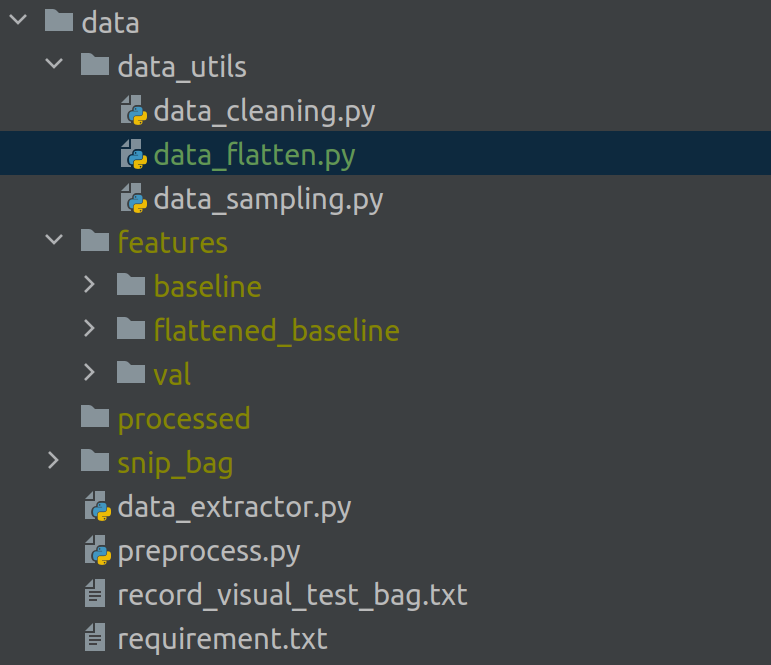 data
data_utils
data_cleaning.py
data_flatten.py
data_sampling.py
features
baseline
flattened_baseline
val
processed
snip_bag
data_extractor.py
preprocess.py
record_visual_test_bag.txt
requirement.txt